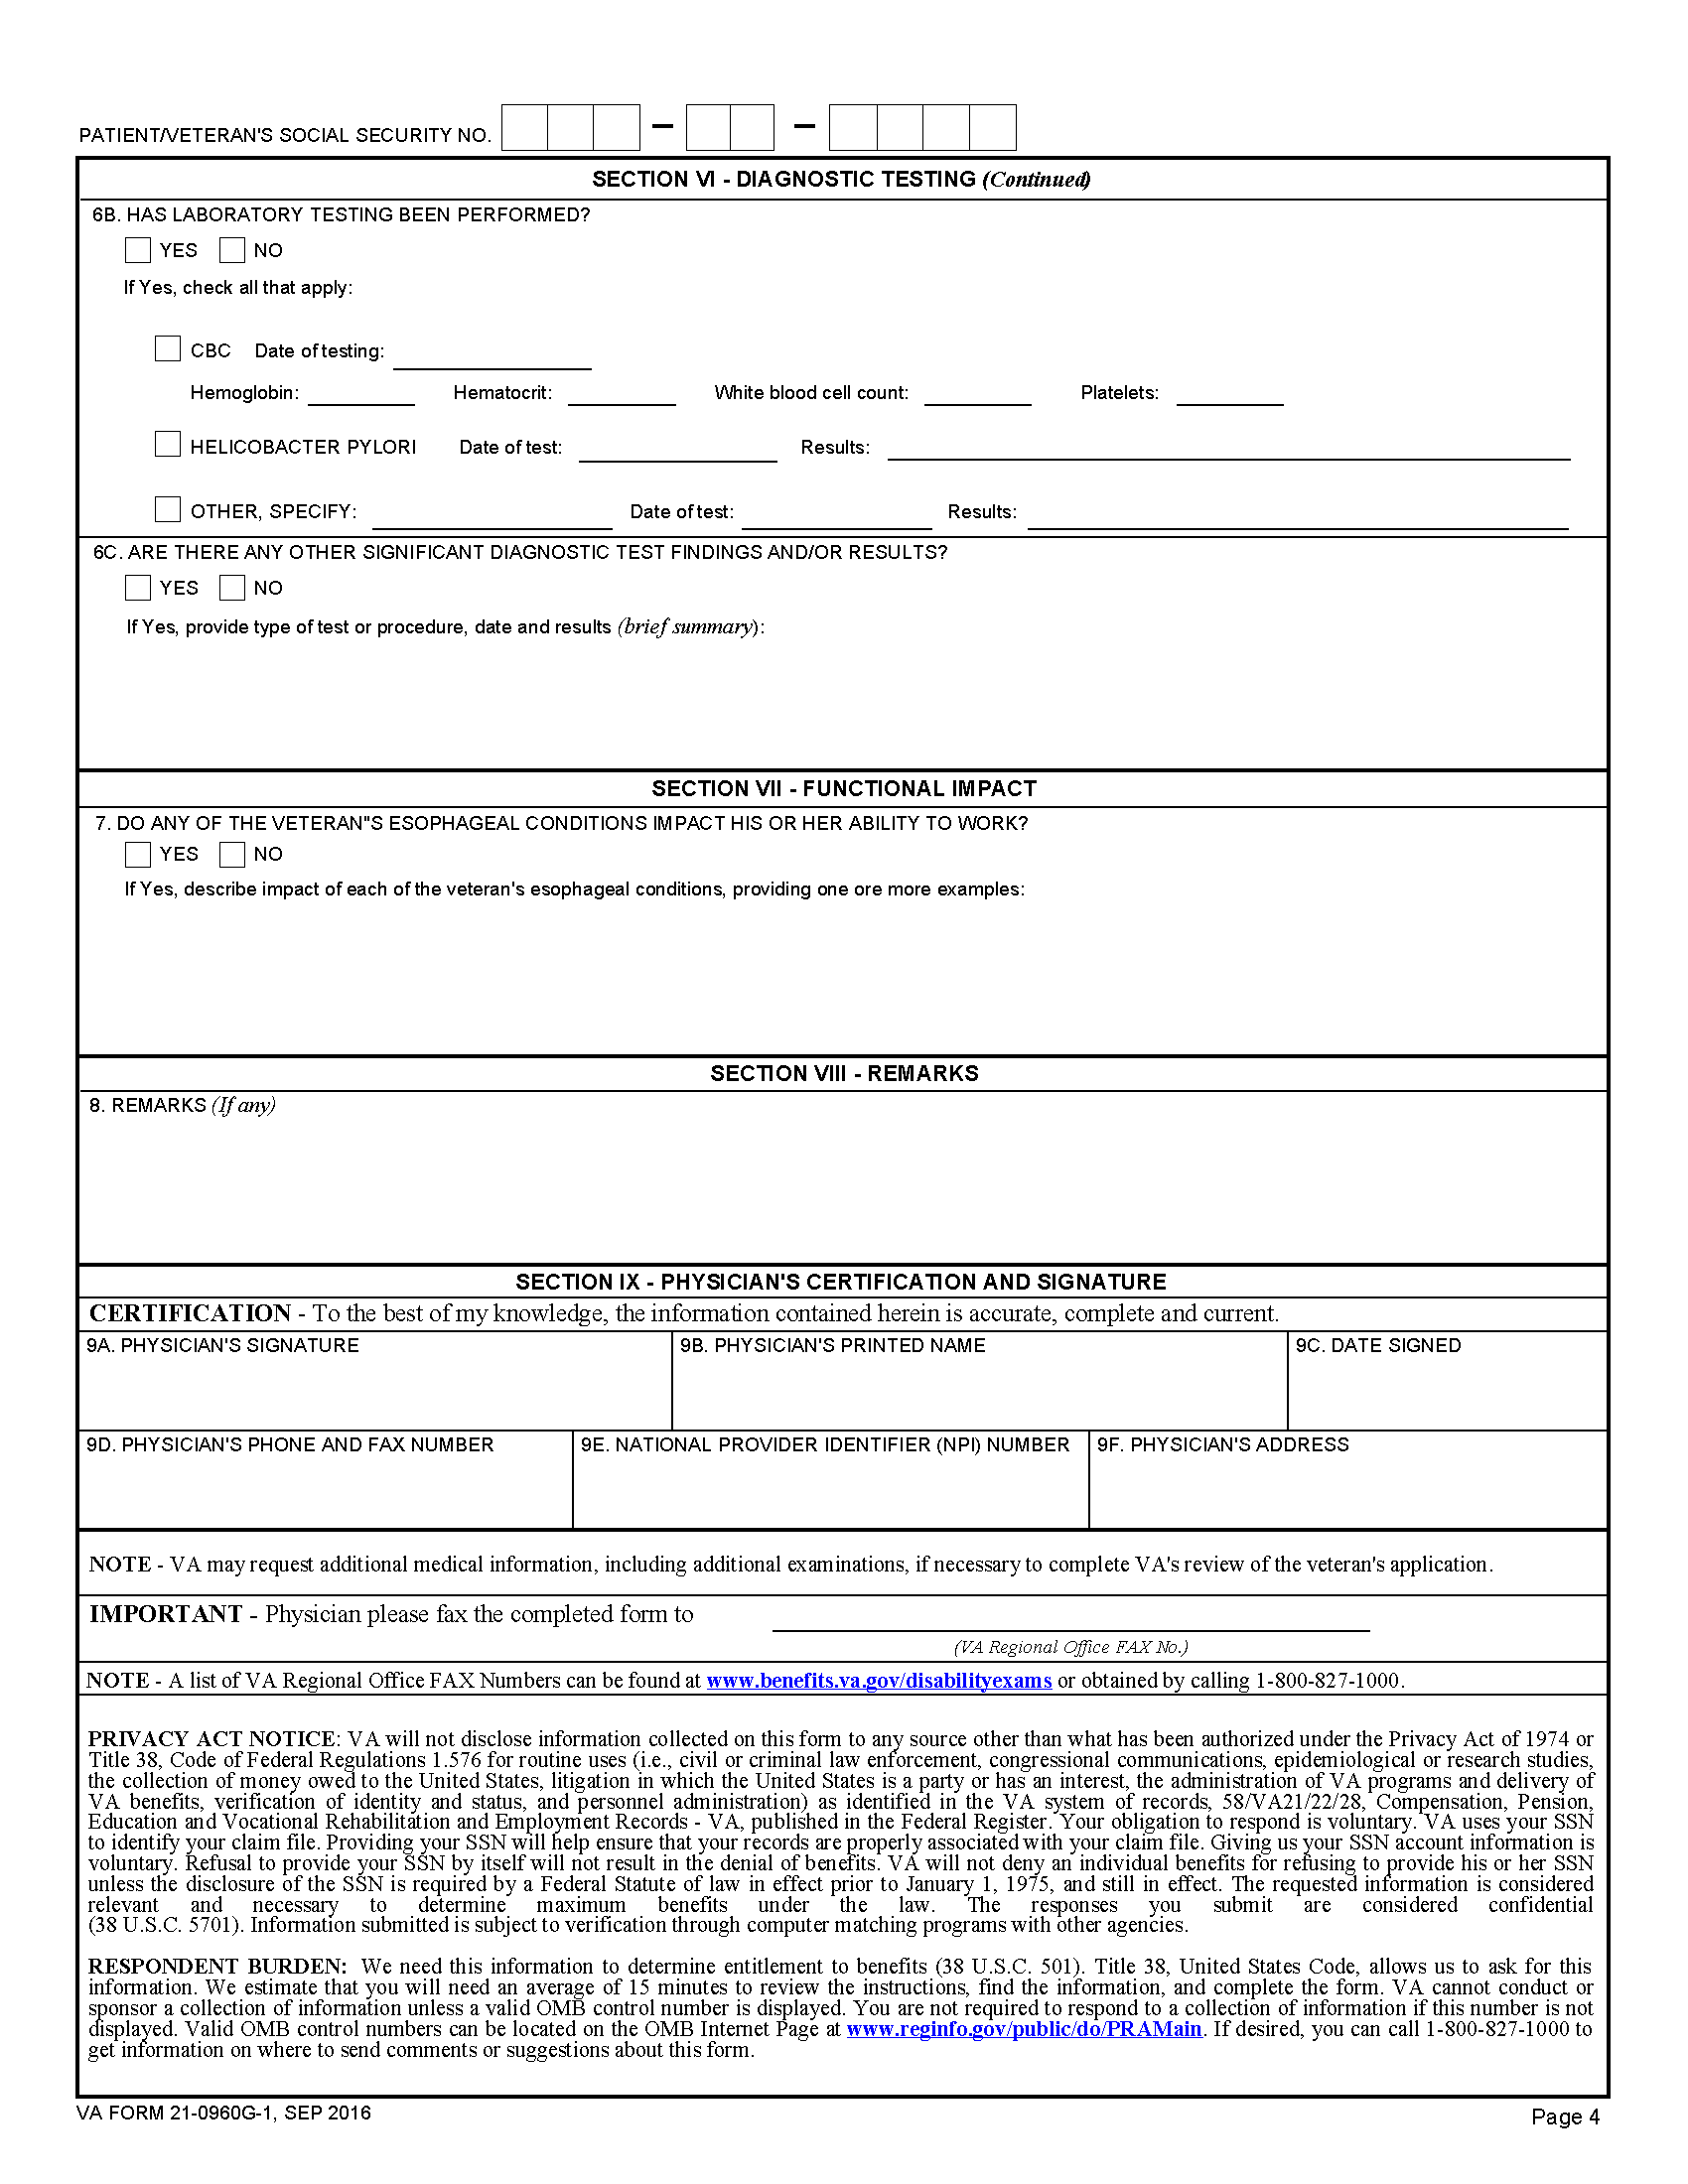 PATIENT/VETERAN'S SOCIAL SECURITY NO. – –
SECTION VI - DIAGNOSTIC TESTING (Continued)
6B. HAS LABORATORY TESTING BEEN PERFORMED?
YES NO
If Yes, check all that apply:
CBC Date of testing:
Hemoglobin: Hematocrit: White blood cell count: Platelets:
HELICOBACTER PYLORI Date of test: Results:
OTHER, SPECIFY: Date of test: Results:
6C. ARE THERE ANY OTHER SIGNIFICANT DIAGNOSTIC TEST FINDINGS AND/OR RESULTS?
YES NO
If Yes, provide type of test or procedure, date and results (brief summary):
SECTION VII - FUNCTIONAL IMPACT
7. DO ANY OF THE VETERAN"S ESOPHAGEAL CONDITIONS IMPACT HIS OR HER ABILITY TO WORK?
YES NO
If Yes, describe impact of each of the veteran's esophageal conditions, providing one ore more examples:
SECTION VIII - REMARKS
8. REMARKS (If any)
SECTION IX - PHYSICIAN'S CERTIFICATION AND SIGNATURE
CERTIFICATION - To the best of my knowledge, the information contained herein is accurate, complete and current.
9A. PHYSICIAN'S SIGNATURE 9B. PHYSICIAN'S PRINTED NAME 9C. DATE SIGNED
9D. PHYSICIAN'S PHONE AND FAX NUMBER 9E. NATIONAL PROVIDER IDENTIFIER (NPI) NUMBER 9F. PHYSICIAN'S ADDRESS
NOTE - VA may request additional medical information, including additional examinations, if necessary to complete VA's review of the veteran's application.
IMPORTANT - Physician please fax the completed form to
(VA Regional Office FAX No.)
NOTE - A list of VA Regional Office FAX Numbers can be found at www.benefits.va.gov/disabilityexams or obtained by calling 1-800-827-1000.
PRIVACY ACT NOTICE: VA will not disclose information collected on this form to any source other than what has been authorized under the Privacy Act of 1974 or
Title 38, Code of Federal Regulations 1.576 for routine uses (i.e., civil or criminal law enforcement, congressional communications, epidemiological or research studies,
the collection of money owed to the United States, litigation in which the United States is a party or has an interest, the administration of VA programs and delivery of
VA benefits, verification of identity and status, and personnel administration) as identified in the VA system of records, 58/VA21/22/28, Compensation, Pension,
Education and Vocational Rehabilitation and Employment Records - VA, published in the Federal Register. Your obligation to respond is voluntary. VA uses your SSN
to identify your claim file. Providing your SSN will help ensure that your records are properly associated with your claim file. Giving us your SSN account information is
voluntary. Refusal to provide your SSN by itself will not result in the denial of benefits. VA will not deny an individual benefits for refusing to provide his or her SSN
unless the disclosure of the SSN is required by a Federal Statute of law in effect prior to January 1, 1975, and still in effect. The requested information is considered
relevant and necessary to determine maximum benefits under the law. The responses you submit are considered confidential
(38 U.S.C. 5701). Information submitted is subject to verification through computer matching programs with other agencies.
RESPONDENT BURDEN: We need this information to determine entitlement to benefits (38 U.S.C. 501). Title 38, United States Code, allows us to ask for this
information. We estimate that you will need an average of 15 minutes to review the instructions, find the information, and complete the form. VA cannot conduct or
sponsor a collection of information unless a valid OMB control number is displayed. You are not required to respond to a collection of information if this number is not
displayed. Valid OMB control numbers can be located on the OMB Internet Page at www.reginfo.gov/public/do/PRAMain. If desired, you can call 1-800-827-1000 to
get information on where to send comments or suggestions about this form.
VA FORM 21-0960G-1, SEP 2016
Page 4